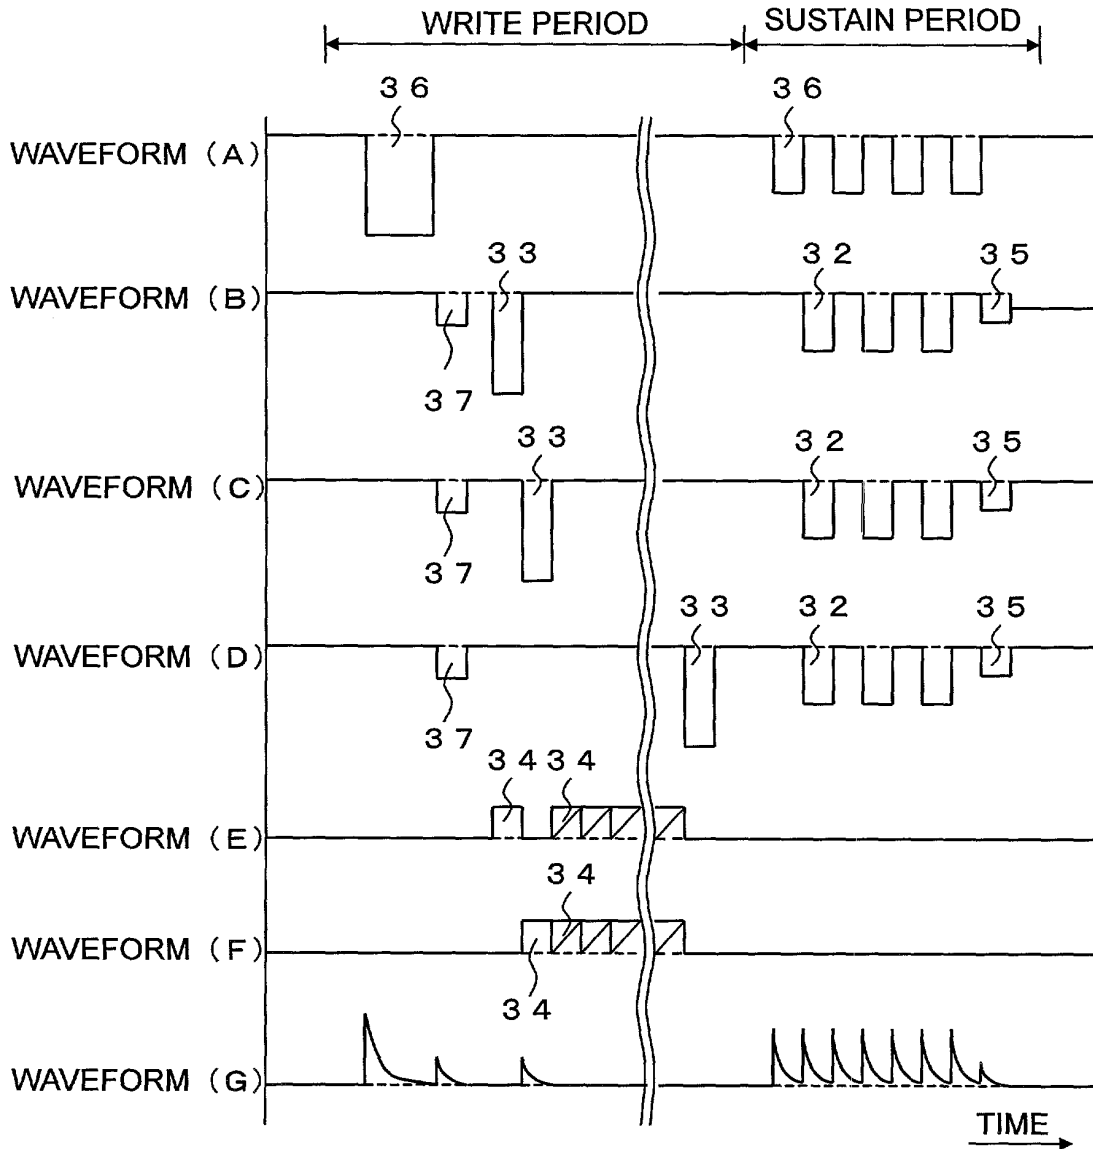 WRITE PERIOD SUSTAIN PERIOD
36 36
WAVEFORM (A)
33 32 35
WAVEFORM (B)
37
33 32 35
WAVEFORM (C)
37
33 32 35
WAVEFORM (D)
37
34 34
WAVEFORM (E)
34
WAVEFORM (F)
34
WAVEFORM (G)
TIME